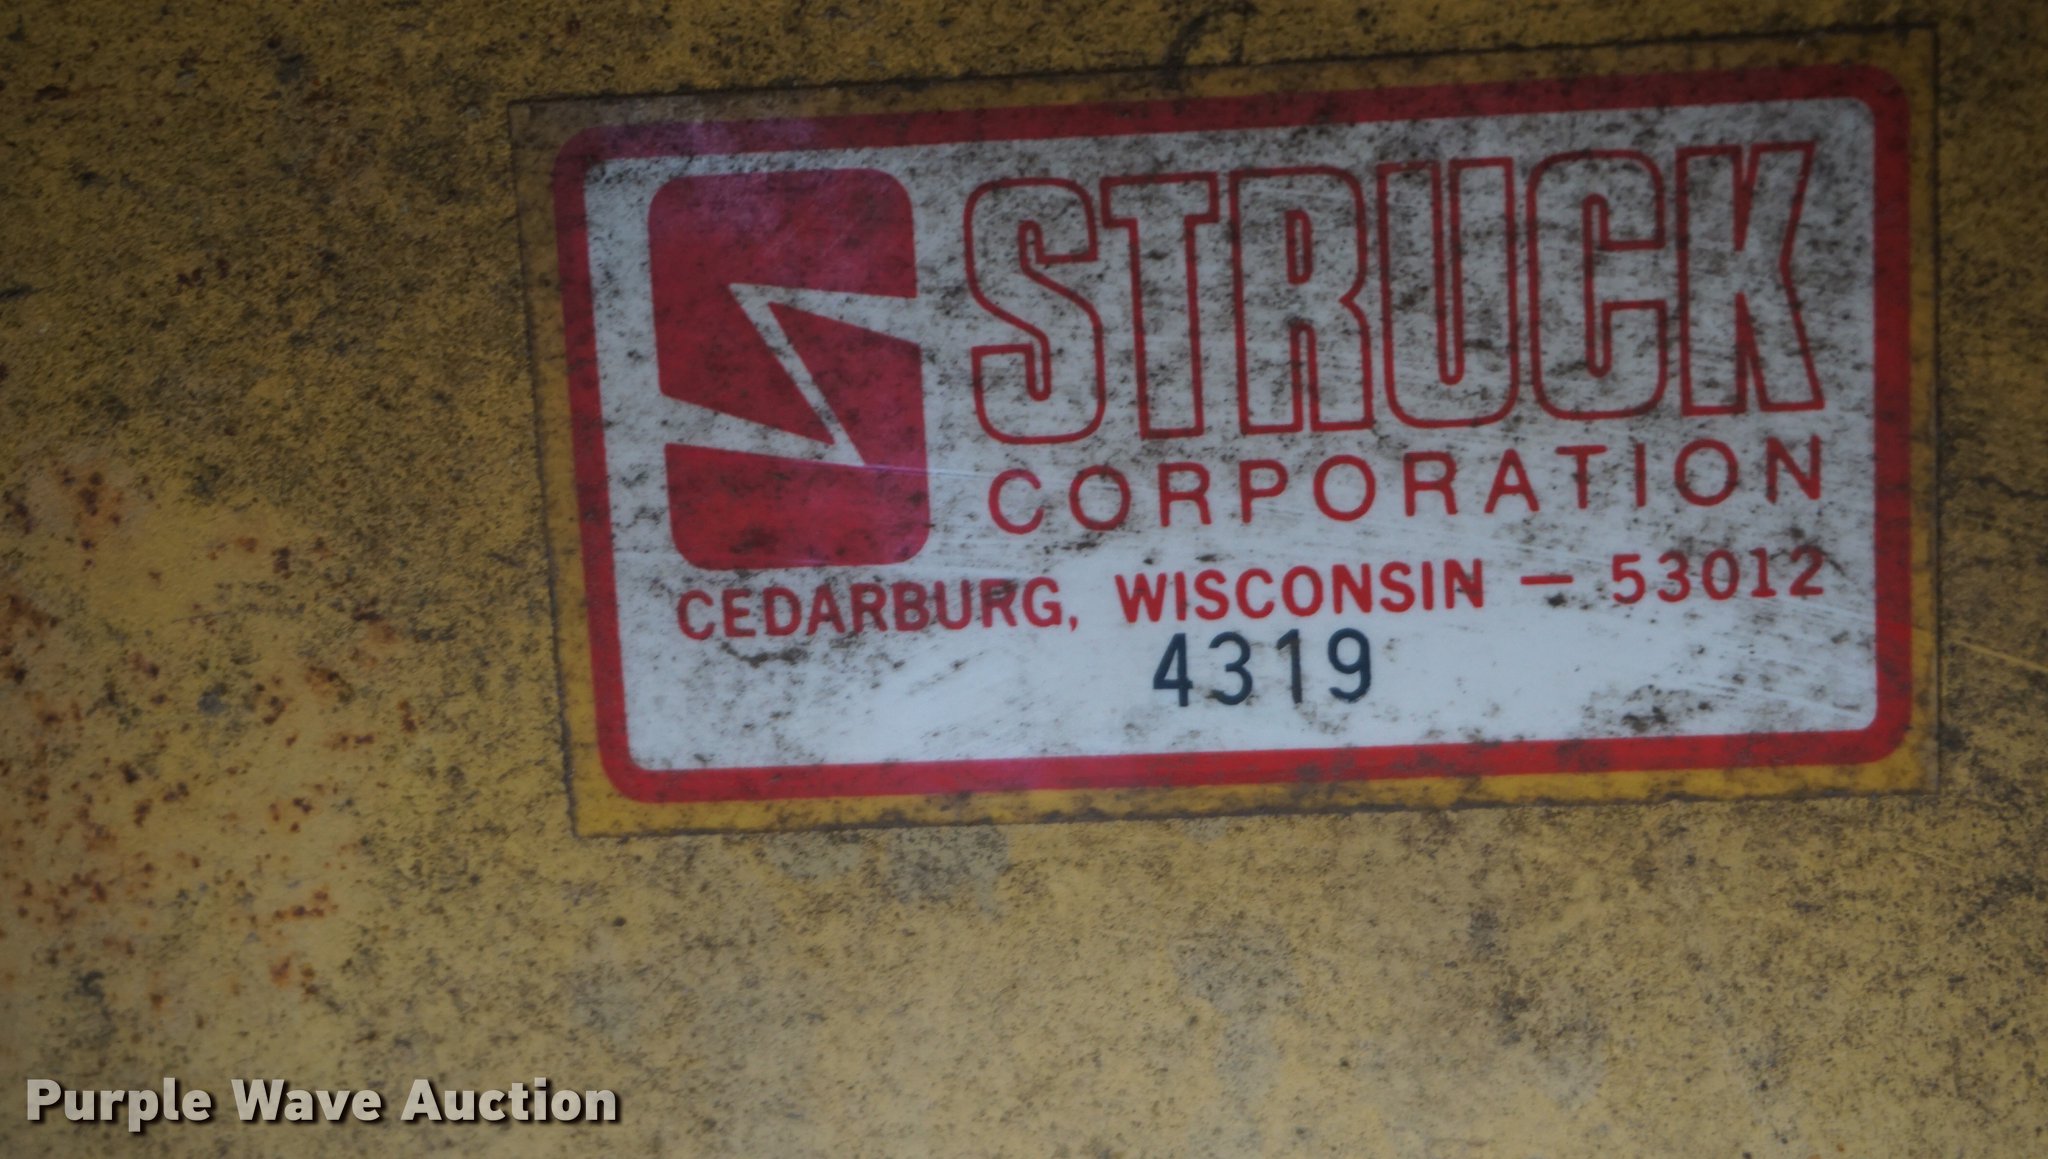 STRUCK
CORPORATION
CEDARBURG, WISCONSIN — 53012
4319
Purple Wave Auction